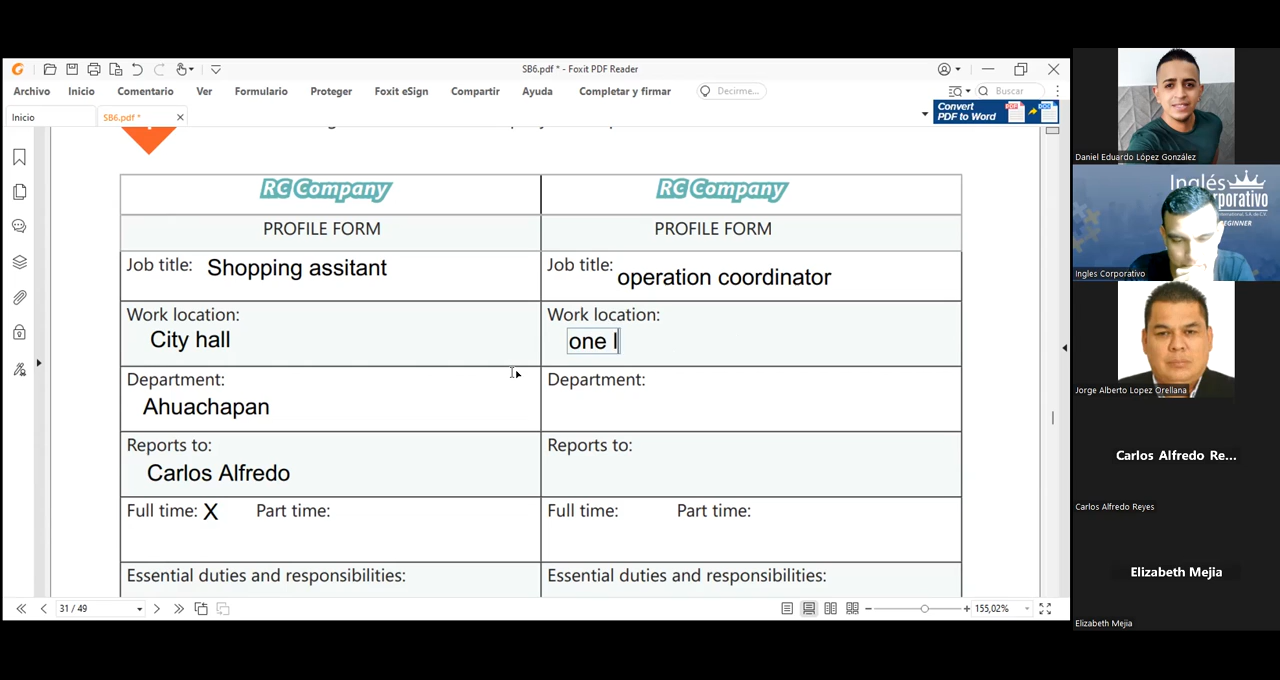 SB6.pdf * - Foxit PDF Reader
Archivo Inicio Comentario Ver Formulario Proteger Foxit eSign Compartir Ayuda Completar y firmar Decirme... Buscar
Inicio SB6.pdf * Convert PDF to Word
RC Company RC Company
PROFILE FORM PROFILE FORM
Job title: Shopping assitant Job title: operation coordinator
Work location: Work location:
City hall one l
Department: Department:
Ahuachapan
Reports to: Reports to:
Carlos Alfredo
Full time: X Part time: Full time: Part time:
Essential duties and responsibilities: Essential duties and responsibilities:
31 / 49 155,02%
Daniel Eduardo López González
Inglés
International, S.A. de C.V.
Ingles Corporativo
Jorge Alberto Lopez Orellana
Carlos Alfredo Re...
Carlos Alfredo Reyes
Elizabeth Mejia
Elizabeth Mejia